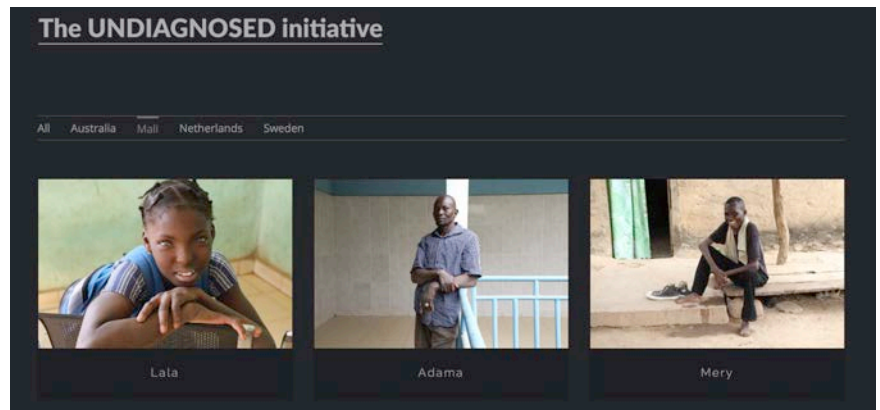 The UNDIAGNOSED initiative
All Australia Mali Netherlands Sweden
Lala Adama Mery